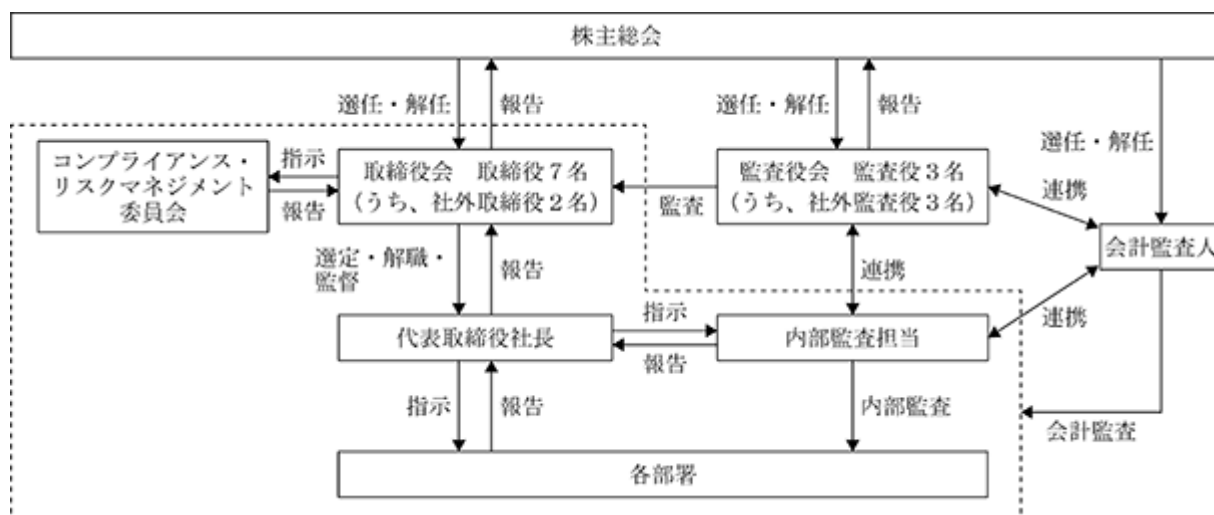 株主総会
選任・解任
報告
選任・解任
報告
選任・解任
コンプライアンス・
リスクマネジメント
委員会
指示
報告
取締役会　取締役7名
（うち、社外取締役2名）
監査
監査役会　監査役3名
（うち、社外監査役3名）
連携
会計監査人
選定・解職・
監督
報告
連携
連携
代表取締役社長
指示
報告
内部監査担当
指示
報告
内部監査
会計監査
各部署